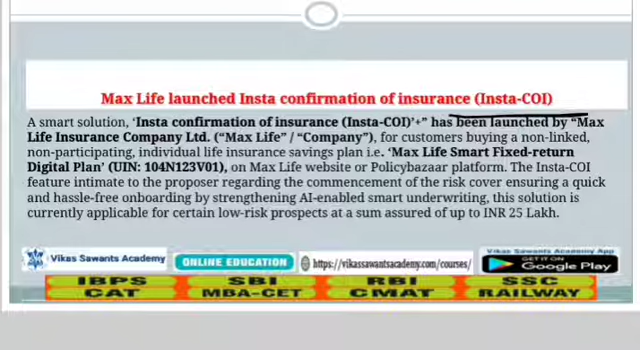 Max Life launched Insta confirmation of insurance (Insta-COI)
A smart solution, ‘Insta confirmation of insurance (Insta-COI)’+” has been launched by “Max
Life Insurance Company Ltd. (“Max Life” / “Company”), for customers buying a non-linked,
non-participating, individual life insurance savings plan i.e. ‘Max Life Smart Fixed-return
Digital Plan’ (UIN: 104N123V01), on Max Life website or Policybazaar platform. The Insta-COI
feature intimate to the proposer regarding the commencement of the risk cover ensuring a quick
and hassle-free onboarding by strengthening AI-enabled smart underwriting, this solution is
currently applicable for certain low-risk prospects at a sum assured of up to INR 25 Lakh.
Vikas Sawants Academy
ONLINE EDUCATION
https://vikassawantsacademy.com/courses/
Vikas Sawants Academy App
GET IT ON
Google Play
IBPS SBI RBI SSC
CAT MBA-CET CMAT RAILWAY